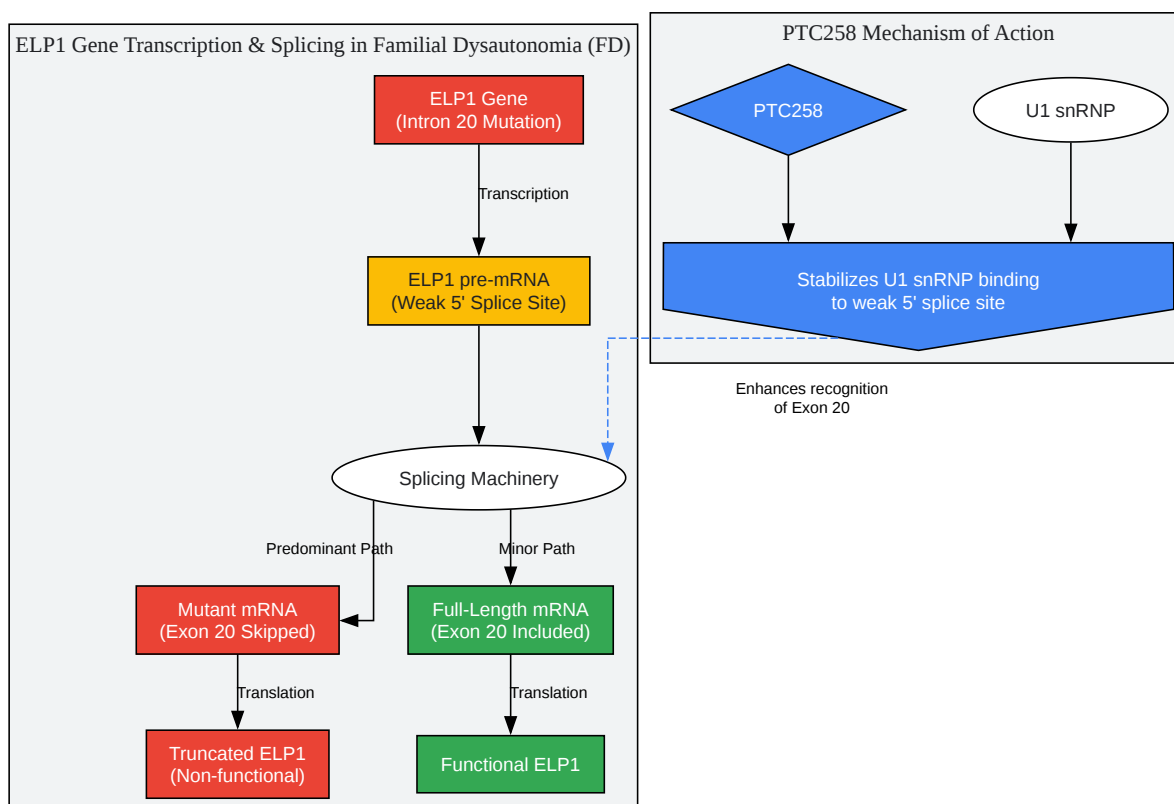 ELP1 Gene Transcription & Splicing in Familial Dysautonomia (FD)
ELP1 Gene
(Intron 20 Mutation)
Transcription
ELP1 pre-mRNA
(Weak 5' Splice Site)
Splicing Machinery
Predominant Path
Minor Path
Mutant mRNA
(Exon 20 Skipped)
Full-Length mRNA
(Exon 20 Included)
Translation
Translation
Truncated ELP1
(Non-functional)
Functional ELP1
PTC258 Mechanism of Action
PTC258
U1 snRNP
Stabilizes U1 snRNP binding
to weak 5' splice site
Enhances recognition
of Exon 20